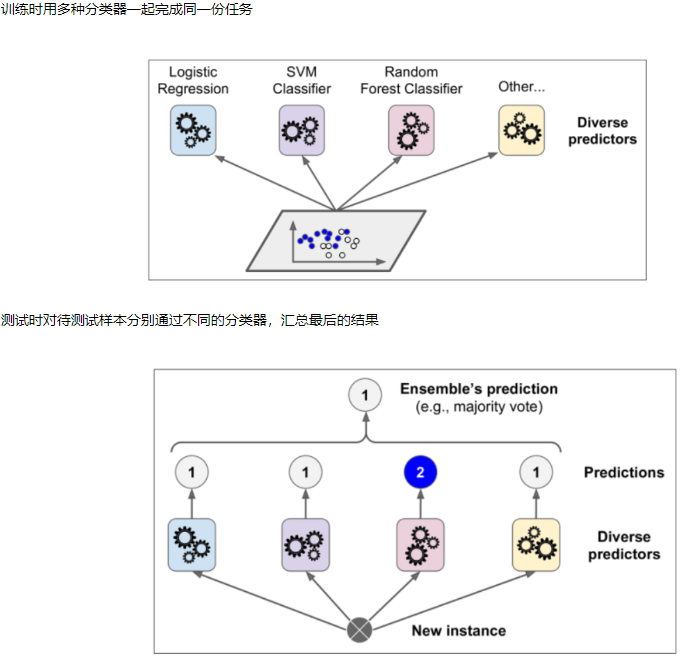 训练时用多种分类器一起完成同一份任务
Logistic
Regression
SVM
Classifier
Random
Forest Classifier
Other...
Diverse
predictors
测试时对待测试样本分别通过不同的分类器，汇总最后的结果
1
Ensemble's prediction
(e.g., majority vote)
1
1
2
1
Predictions
Diverse
predictors
New instance